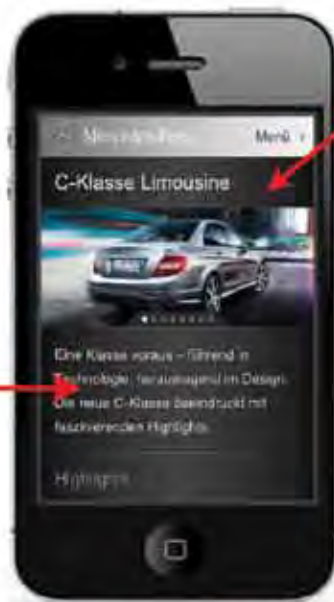 Mercedes-Benz
Menü
C-Klasse Limousine
Eine Klasse voraus – führend in
Technologie, herausragend im Design.
Die neue C-Klasse beeindruckt mit
faszinierenden Highlights.
Highlights